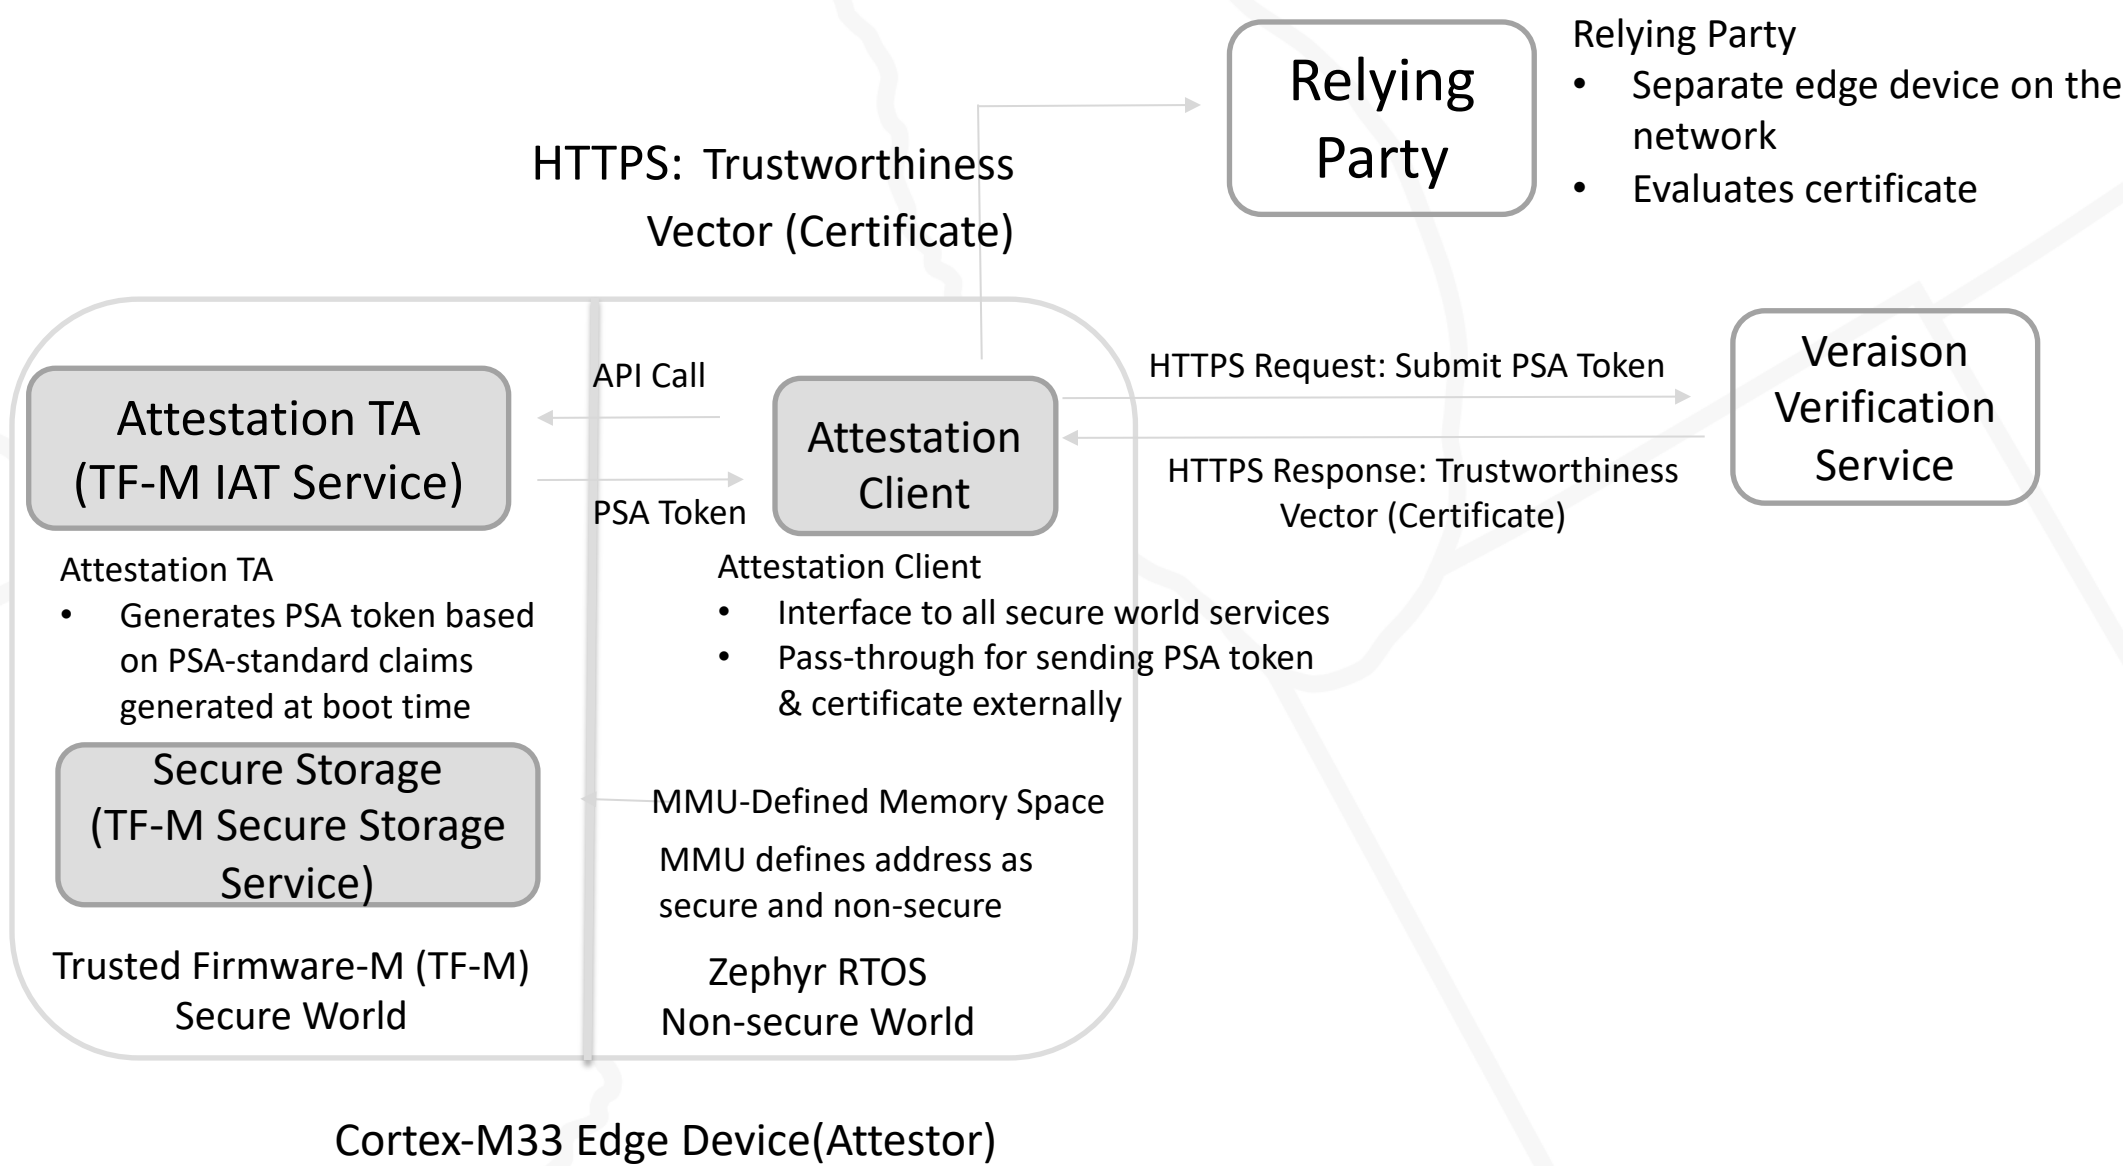 Relying
Party
Relying Party
• Separate edge device on the
network
• Evaluates certificate
HTTPS: Trustworthiness
Vector (Certificate)
Attestation TA
(TF-M IAT Service)
API Call
PSA Token
Attestation
Client
HTTPS Request: Submit PSA Token
HTTPS Response: Trustworthiness
Vector (Certificate)
Veraison
Verification
Service
Attestation TA
• Generates PSA token based
on PSA-standard claims
generated at boot time
Attestation Client
• Interface to all secure world services
• Pass-through for sending PSA token
& certificate externally
Secure Storage
(TF-M Secure Storage
Service)
MMU-Defined Memory Space
MMU defines address as
secure and non-secure
Trusted Firmware-M (TF-M)
Secure World
Zephyr RTOS
Non-secure World
Cortex-M33 Edge Device(Attestor)